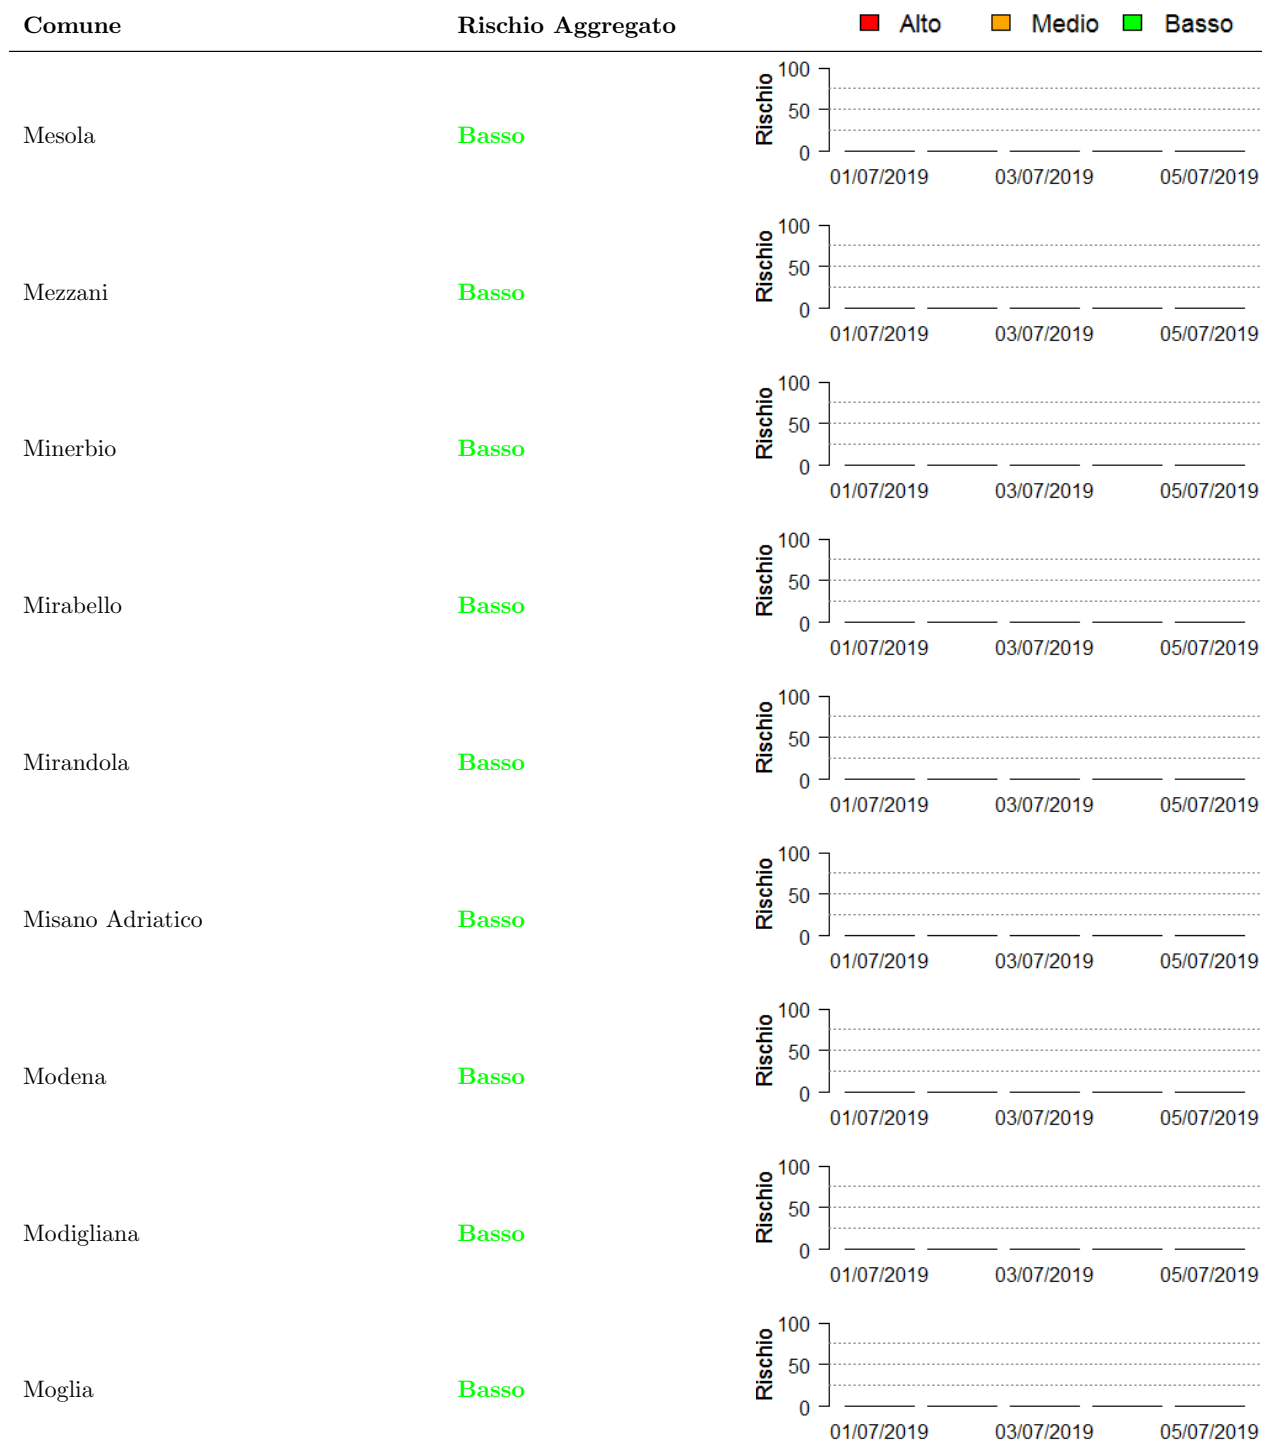 Comune Rischio Aggregato Alto Medio Basso
Mesola Basso Rischio 100 50 0
01/07/2019 03/07/2019 05/07/2019
Mezzani Basso Rischio 100 50 0
01/07/2019 03/07/2019 05/07/2019
Minerbio Basso Rischio 100 50 0
01/07/2019 03/07/2019 05/07/2019
Mirabello Basso Rischio 100 50 0
01/07/2019 03/07/2019 05/07/2019
Mirandola Basso Rischio 100 50 0
01/07/2019 03/07/2019 05/07/2019
Misano Adriatico Basso Rischio 100 50 0
01/07/2019 03/07/2019 05/07/2019
Modena Basso Rischio 100 50 0
01/07/2019 03/07/2019 05/07/2019
Modigliana Basso Rischio 100 50 0
01/07/2019 03/07/2019 05/07/2019
Moglia Basso Rischio 100 50 0
01/07/2019 03/07/2019 05/07/2019